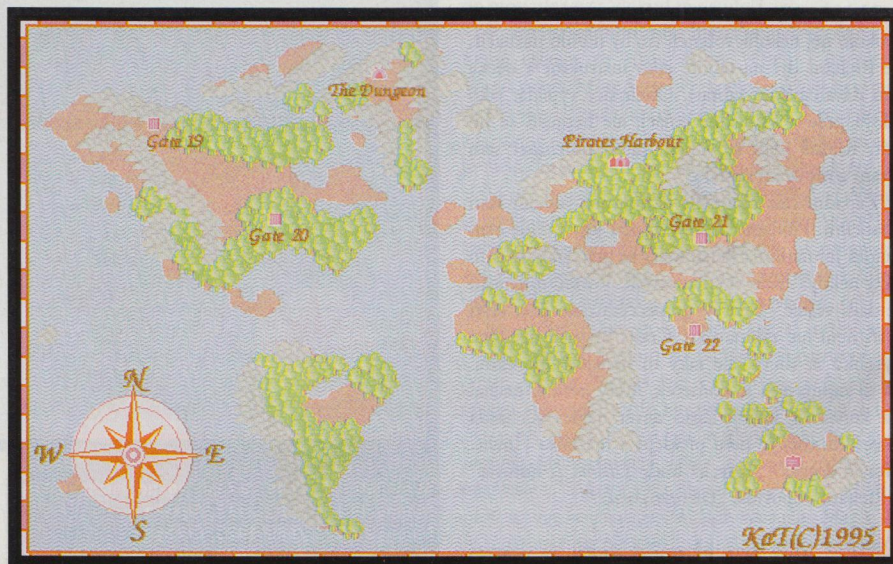 The Dungeon
Gate 19
Pirates Harbour
Gate 21
Gate 20
Gate 22
N
W
E
S
KaT(C)1995